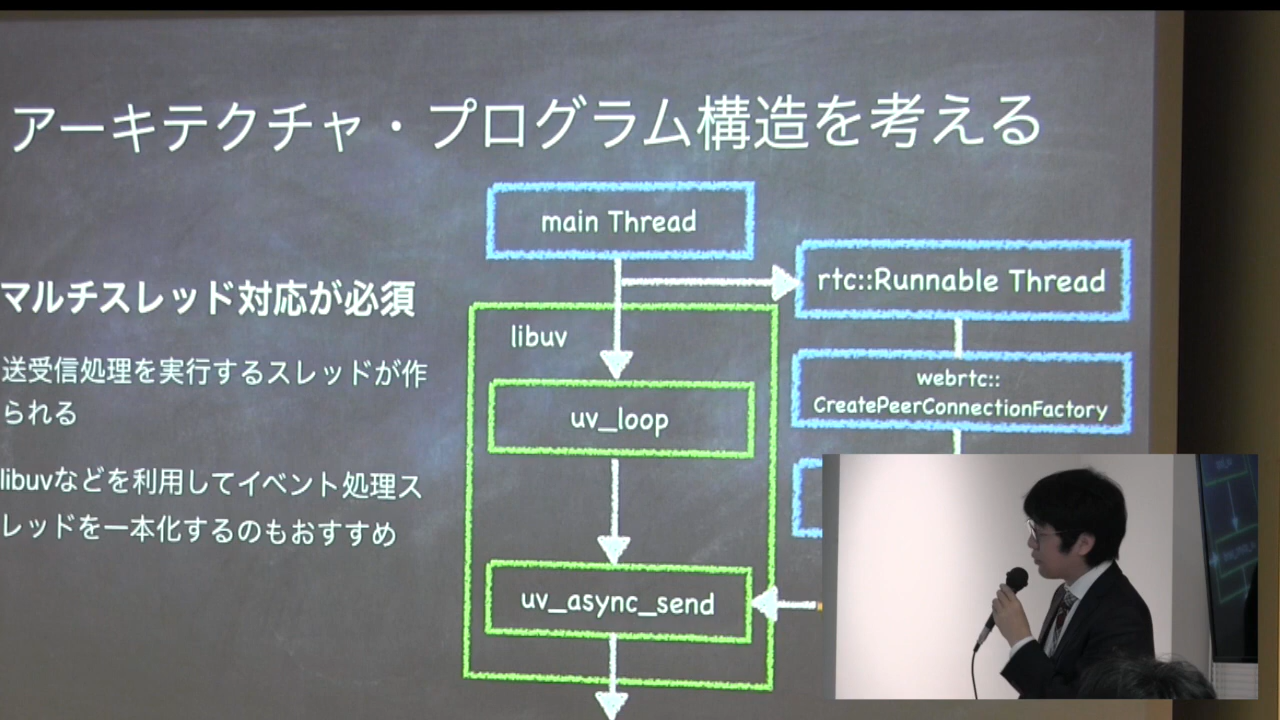 アーキテクチャ・プログラム構造を考える
マルチスレッド対応が必須
送受信処理を実行するスレッドが作
られる
libuvなどを利用してイベント処理ス
レッドを一本化するのもおすすめ
main Thread
libuv
uv_loop
uv_async_send
rtc::Runnable Thread
webrtc::
CreatePeerConnectionFactory